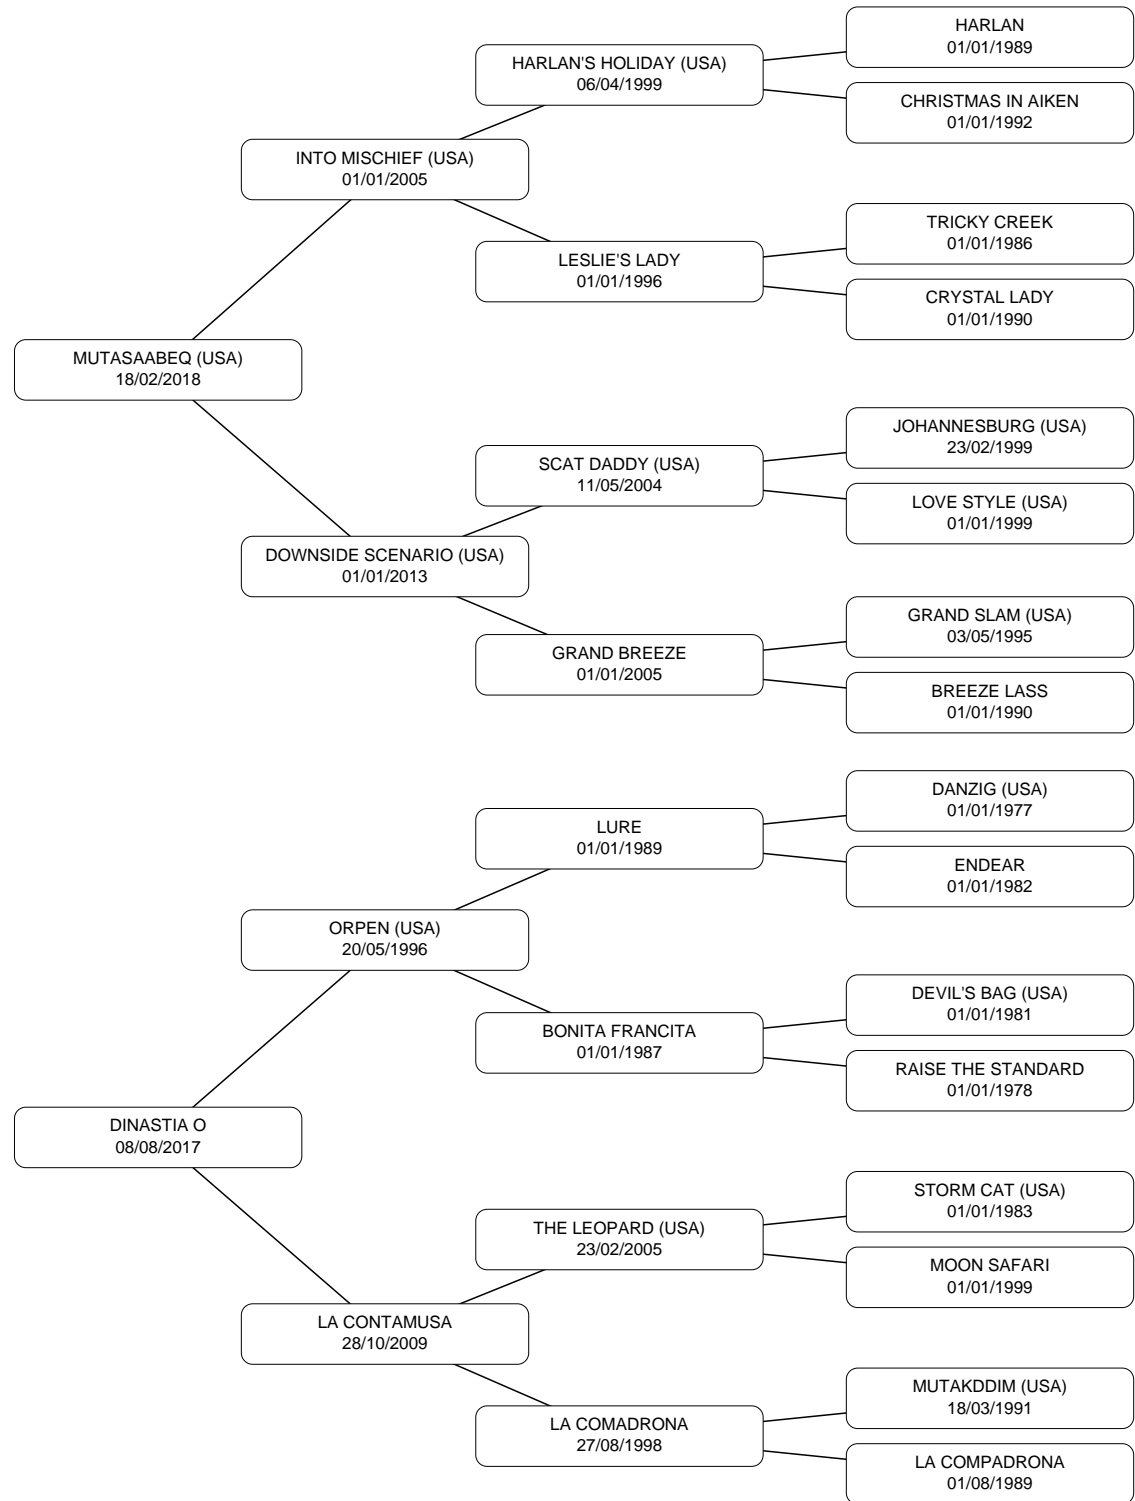 HARLAN
01/01/1989
HARLAN'S HOLIDAY (USA)
06/04/1999
CHRISTMAS IN AIKEN
01/01/1992
INTO MISCHIEF (USA)
01/01/2005
TRICKY CREEK
01/01/1986
LESLIE'S LADY
01/01/1996
CRYSTAL LADY
01/01/1990
MUTASAABEQ (USA)
18/02/2018
JOHANNESBURG (USA)
23/02/1999
SCAT DADDY (USA)
11/05/2004
LOVE STYLE (USA)
01/01/1999
DOWNSIDE SCENARIO (USA)
01/01/2013
GRAND SLAM (USA)
03/05/1995
GRAND BREEZE
01/01/2005
BREEZE LASS
01/01/1990
DANZIG (USA)
01/01/1977
LURE
01/01/1989
ENDEAR
01/01/1982
ORPEN (USA)
20/05/1996
DEVIL'S BAG (USA)
01/01/1981
BONITA FRANCITA
01/01/1987
RAISE THE STANDARD
01/01/1978
DINASTIA O
08/08/2017
STORM CAT (USA)
01/01/1983
THE LEOPARD (USA)
23/02/2005
MOON SAFARI
01/01/1999
LA CONTAMUSA
28/10/2009
MUTAKDDIM (USA)
18/03/1991
LA COMADRONA
27/08/1998
LA COMPADRONA
01/08/1989